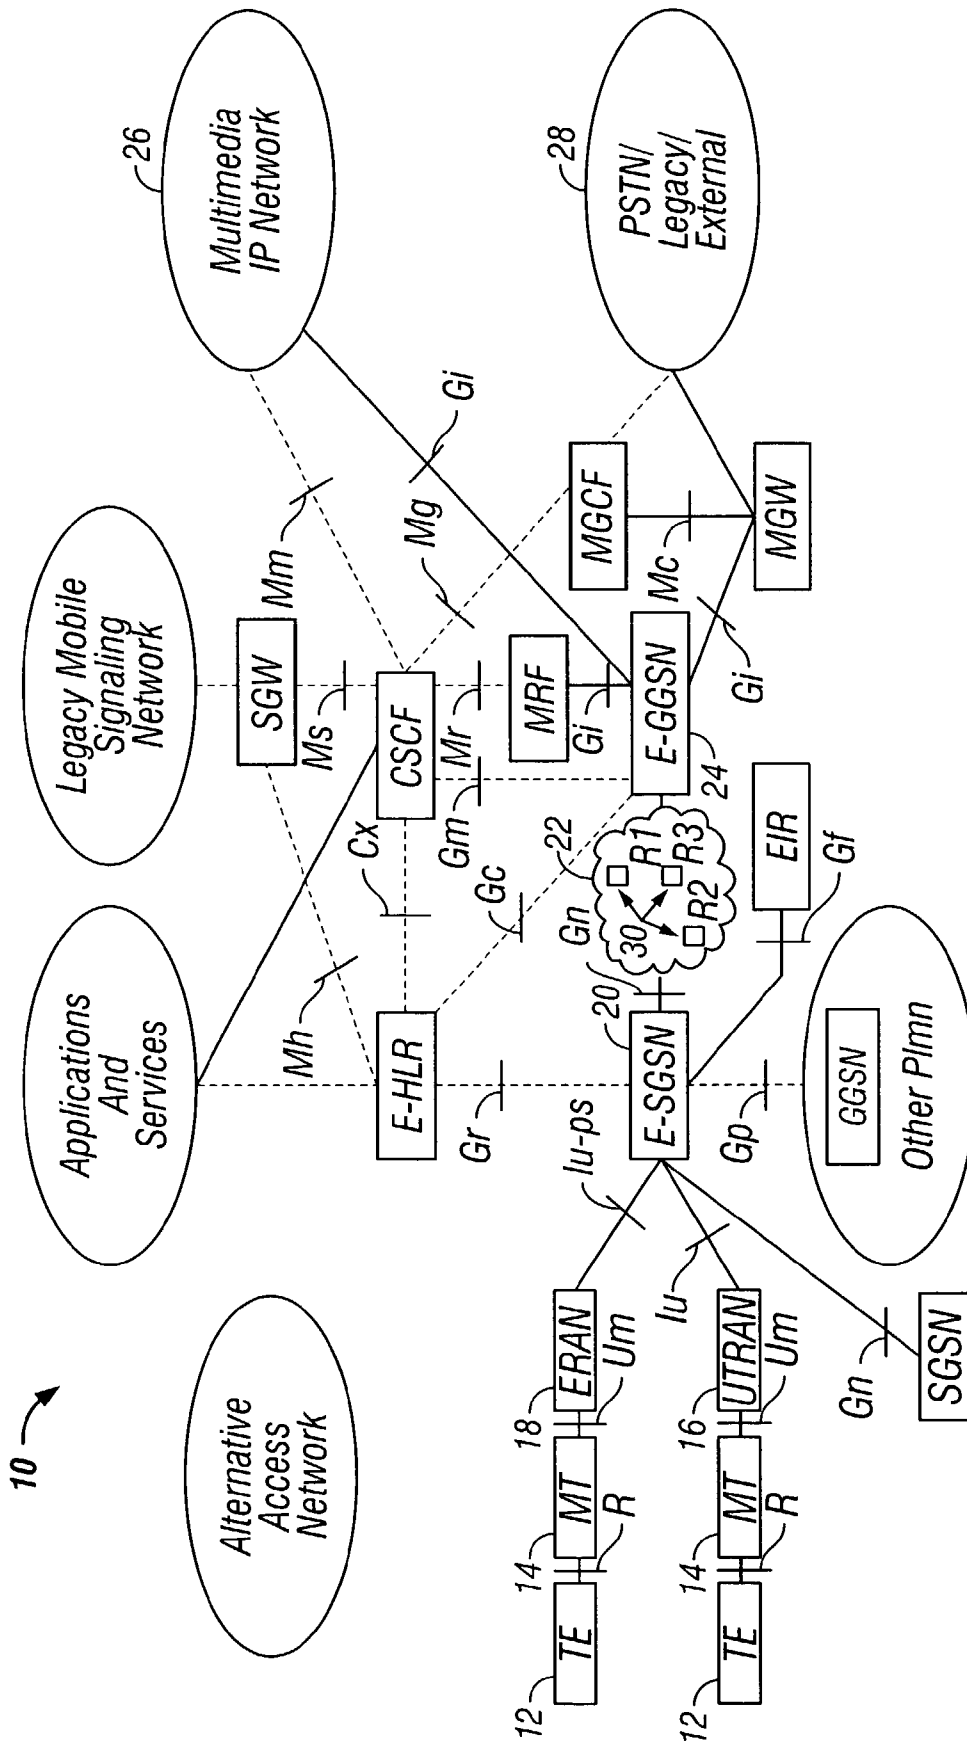 10
Alternative
Access
Network
Applications
And
Services
Legacy Mobile
Signaling
Network
26
Multimedia
IP Network
Mh
SGW
Mm
Ms
E-HLR
Cx
CSCF
Gi
Gr
Gc
Gm
Mr
Mg
MRF
Gi
28
PSTN/
Legacy/
External
MGCF
Mc
MGW
Gi
12
TE
14
R
MT
18
Um
ERAN
Iu-ps
20
E-SGSN
Gn
22
30
R1
R2
R3
E-GGSN
24
12
TE
14
R
MT
16
Um
UTRAN
Iu
Gp
EIR
Gf
Gn
SGSN
GGSN
Other Plmn